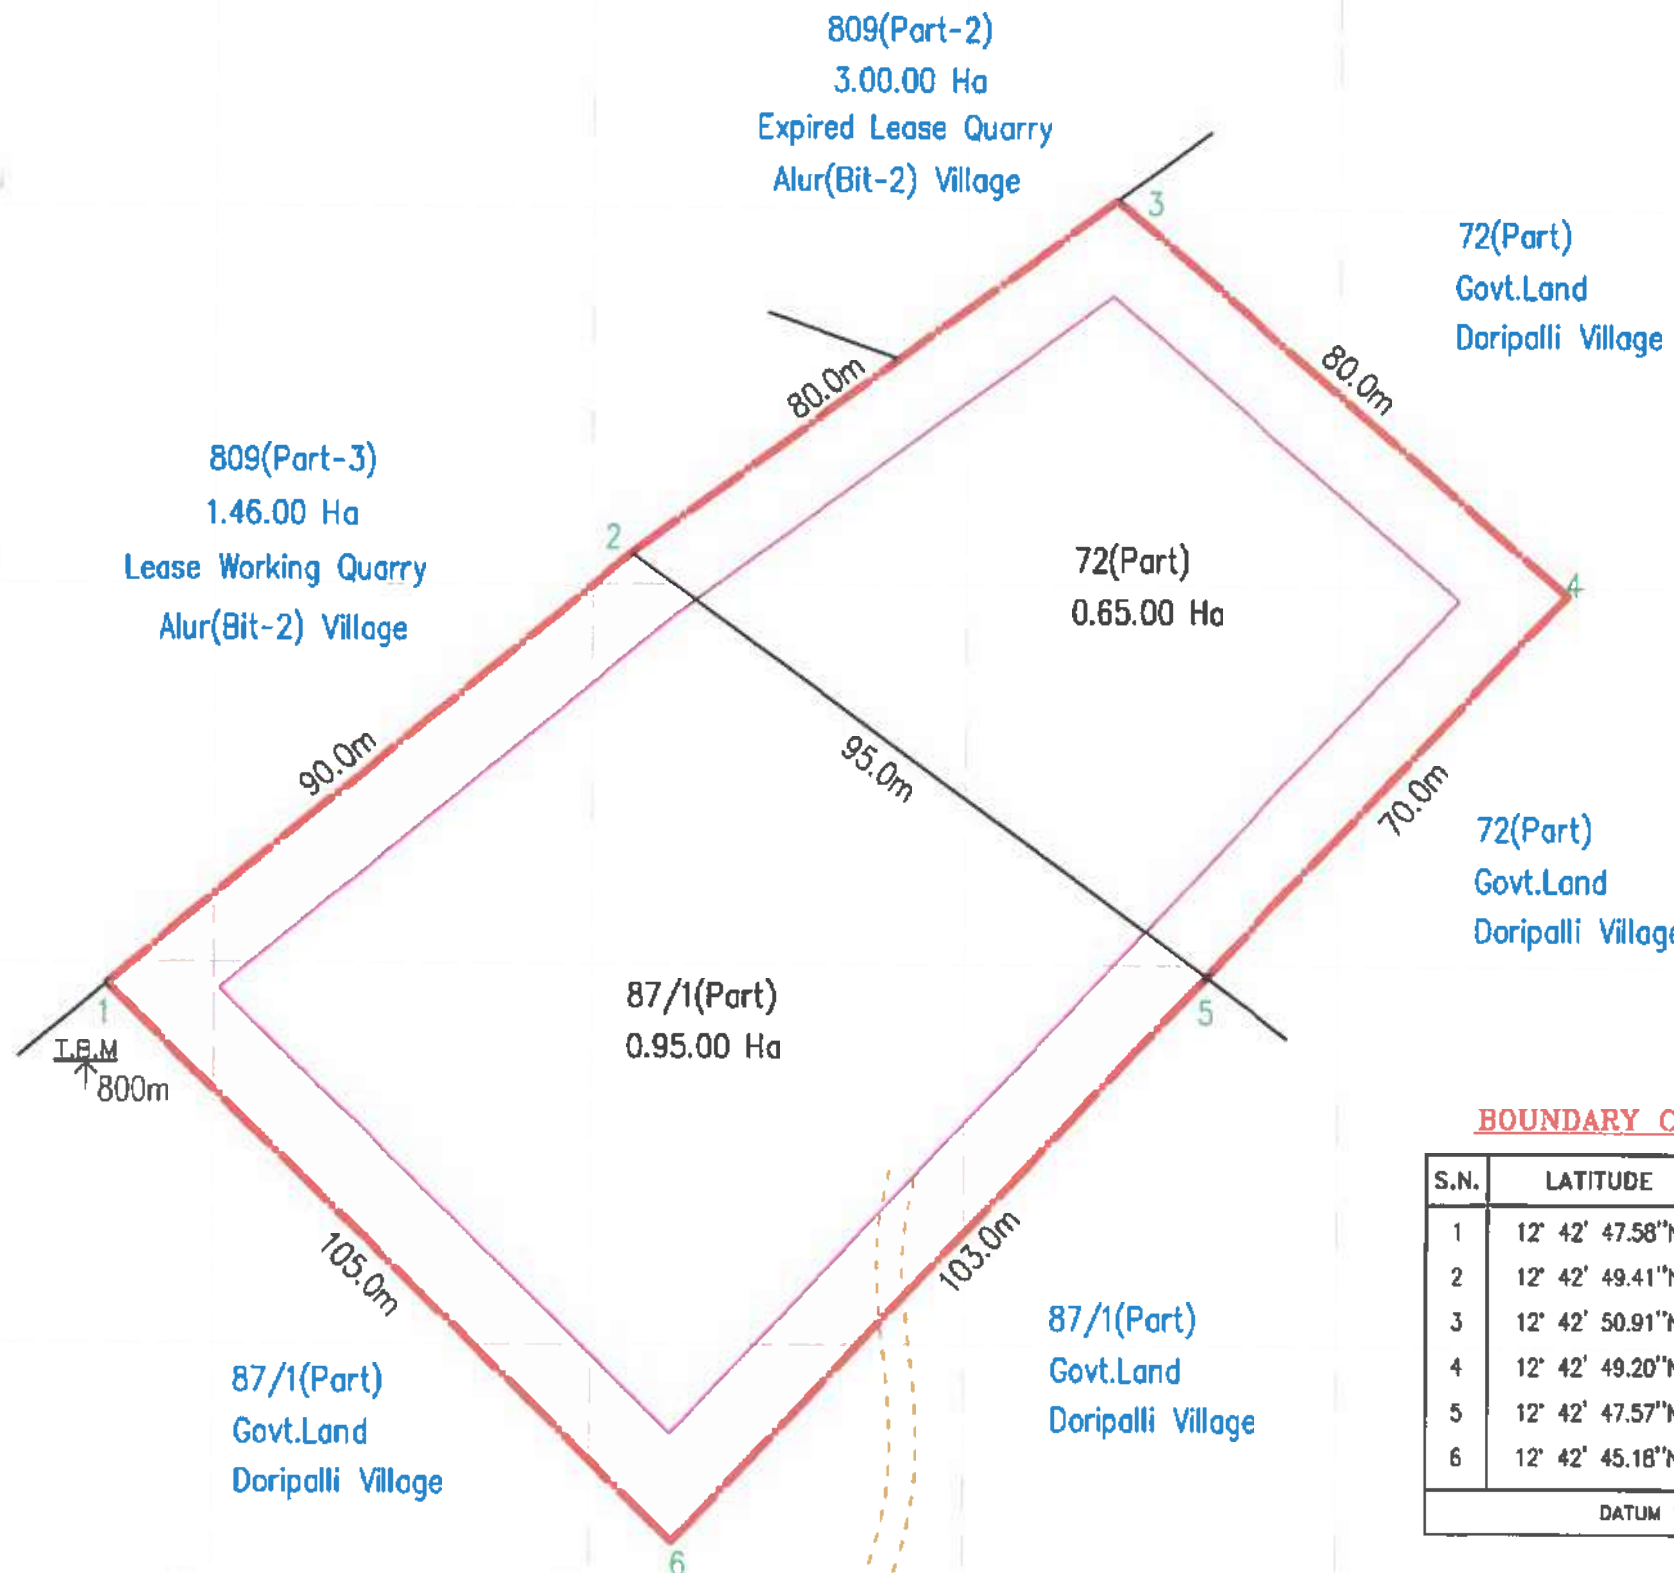 809(Part-2)
3.00.00 Ha
Expired Lease Quarry
Alur(Bit-2) Village
3
72(Part)
Govt.Land
Doripalli Village
80.0m
80.0m
809(Part-3)
1.46.00 Ha
Lease Working Quarry
Alur(Bit-2) Village
2
72(Part)
0.65.00 Ha
4
90.0m
95.0m
70.0m
72(Part)
Govt.Land
Doripalli Village
87/1(Part)
0.95.00 Ha
1
5
T.B.M
800m
105.0m
103.0m
87/1(Part)
Govt.Land
Doripalli Village
87/1(Part)
Govt.Land
Doripalli Village
6
BOUNDARY C
S.N. LATITUDE
1 12° 42' 47.58"N
2 12° 42' 49.41"N
3 12° 42' 50.91"N
4 12° 42' 49.20"N
5 12° 42' 47.57"N
6 12° 42' 45.18"N
DATUM